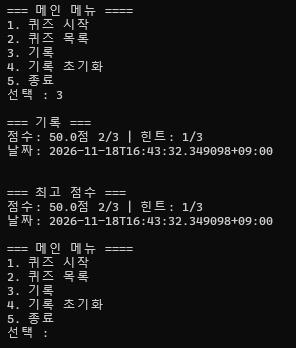 === 메인 메뉴 ====
1. 퀴즈 시작
2. 퀴즈 목록
3. 기록
4. 기록 초기화
5. 종료
선택 : 3
=== 기록 ===
점수: 50.0점 2/3 | 힌트: 1/3
날짜: 2026-11-18T16:43:32.349098+09:00
=== 최고 점수 ===
점수: 50.0점 2/3 | 힌트: 1/3
날짜: 2026-11-18T16:43:32.349098+09:00
=== 메인 메뉴 ====
1. 퀴즈 시작
2. 퀴즈 목록
3. 기록
4. 기록 초기화
5. 종료
선택 :